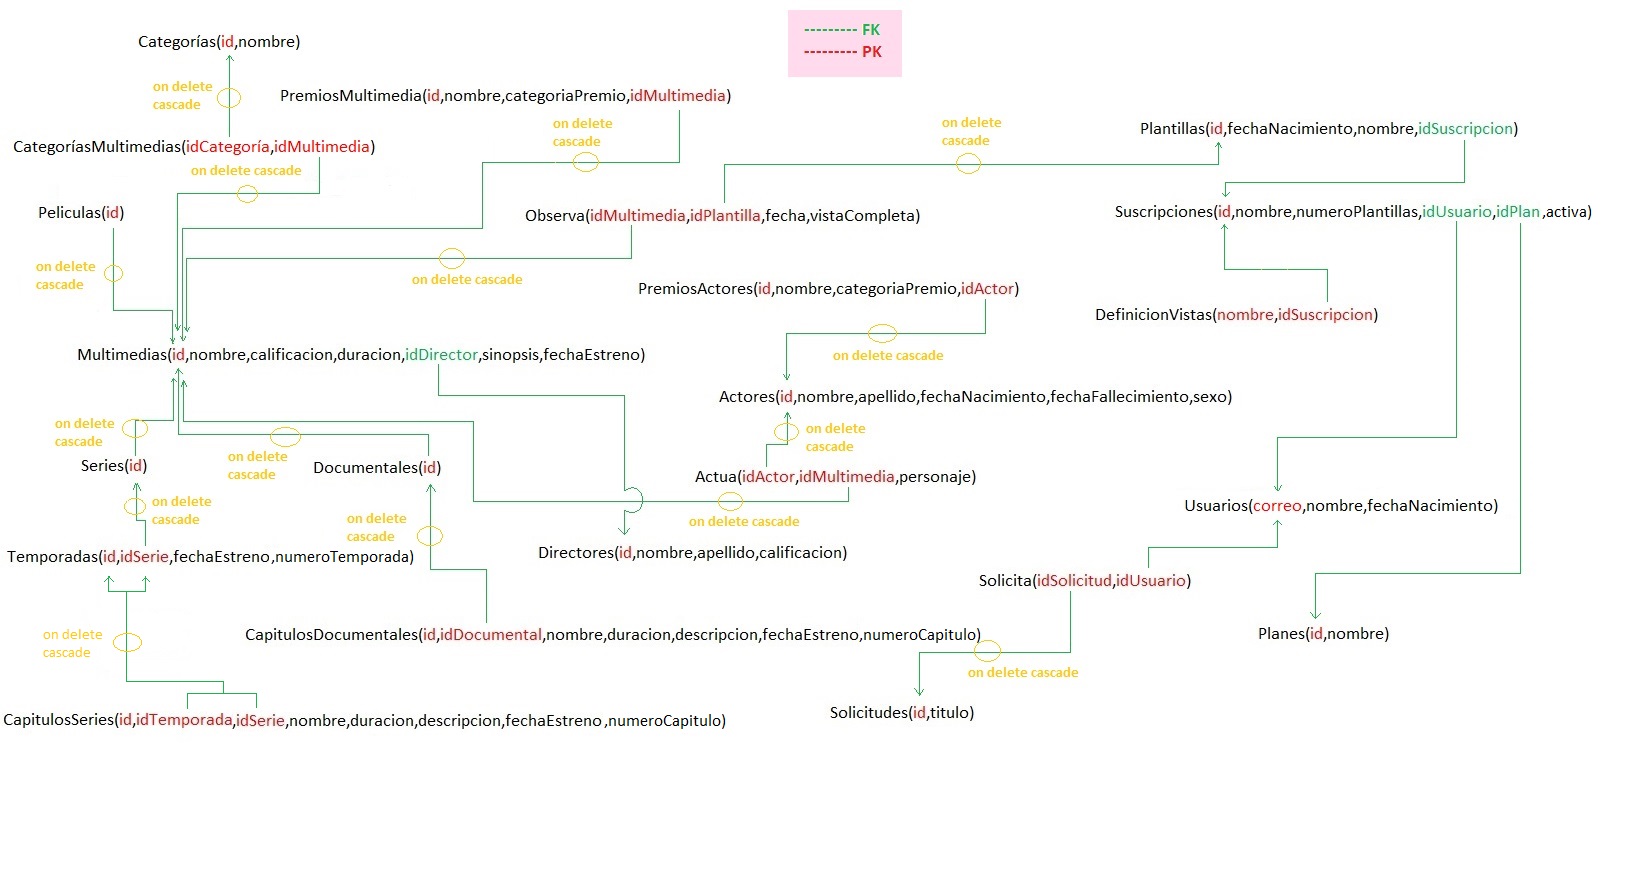 --------- FK
--------- PK
Categorías(id,nombre)
on delete
cascade
PremiosMultimedia(id,nombre,categoriaPremio,idMultimedia)
on delete
cascade
on delete
cascade
Plantillas(id,fechaNacimiento,nombre,idSuscripcion)
CategoríasMultimedias(idCategoría,idMultimedia)
on delete cascade
Peliculas(id)
Observa(idMultimedia,idPlantilla,fecha,vistaCompleta)
Suscripciones(id,nombre,numeroPlantillas,idUsuario,idPlan,activa)
on delete
cascade
on delete cascade
PremiosActores(id,nombre,categoriaPremio,idActor)
DefinicionVistas(nombre,idSuscripcion)
on delete cascade
Multimedias(id,nombre,calificacion,duracion,idDirector,sinopsis,fechaEstreno)
Actores(id,nombre,apellido,fechaNacimiento,fechaFallecimiento,sexo)
on delete
cascade
on delete
cascade
on delete
cascade
Series(id)
Documentales(id)
Actua(idActor,idMultimedia,personaje)
on delete
cascade
on delete
cascade
on delete cascade
Usuarios(correo,nombre,fechaNacimiento)
Temporadas(id,idSerie,fechaEstreno,numeroTemporada)
Directores(id,nombre,apellido,calificacion)
Solicita(idSolicitud,idUsuario)
on delete
cascade
CapitulosDocumentales(id,idDocumental,nombre,duracion,descripcion,fechaEstreno,numeroCapitulo)
Planes(id,nombre)
on delete cascade
Solicitudes(id,titulo)
CapitulosSeries(id,idTemporada,idSerie,nombre,duracion,descripcion,fechaEstreno,numeroCapitulo)